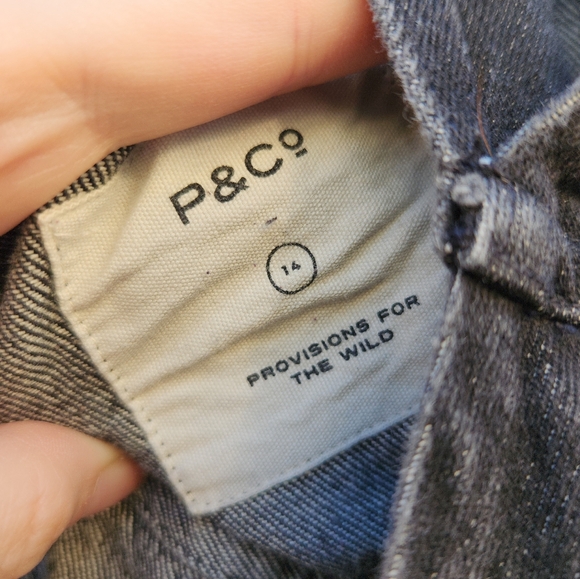 P&Cº
14
PROVISIONS FOR
THE WILD